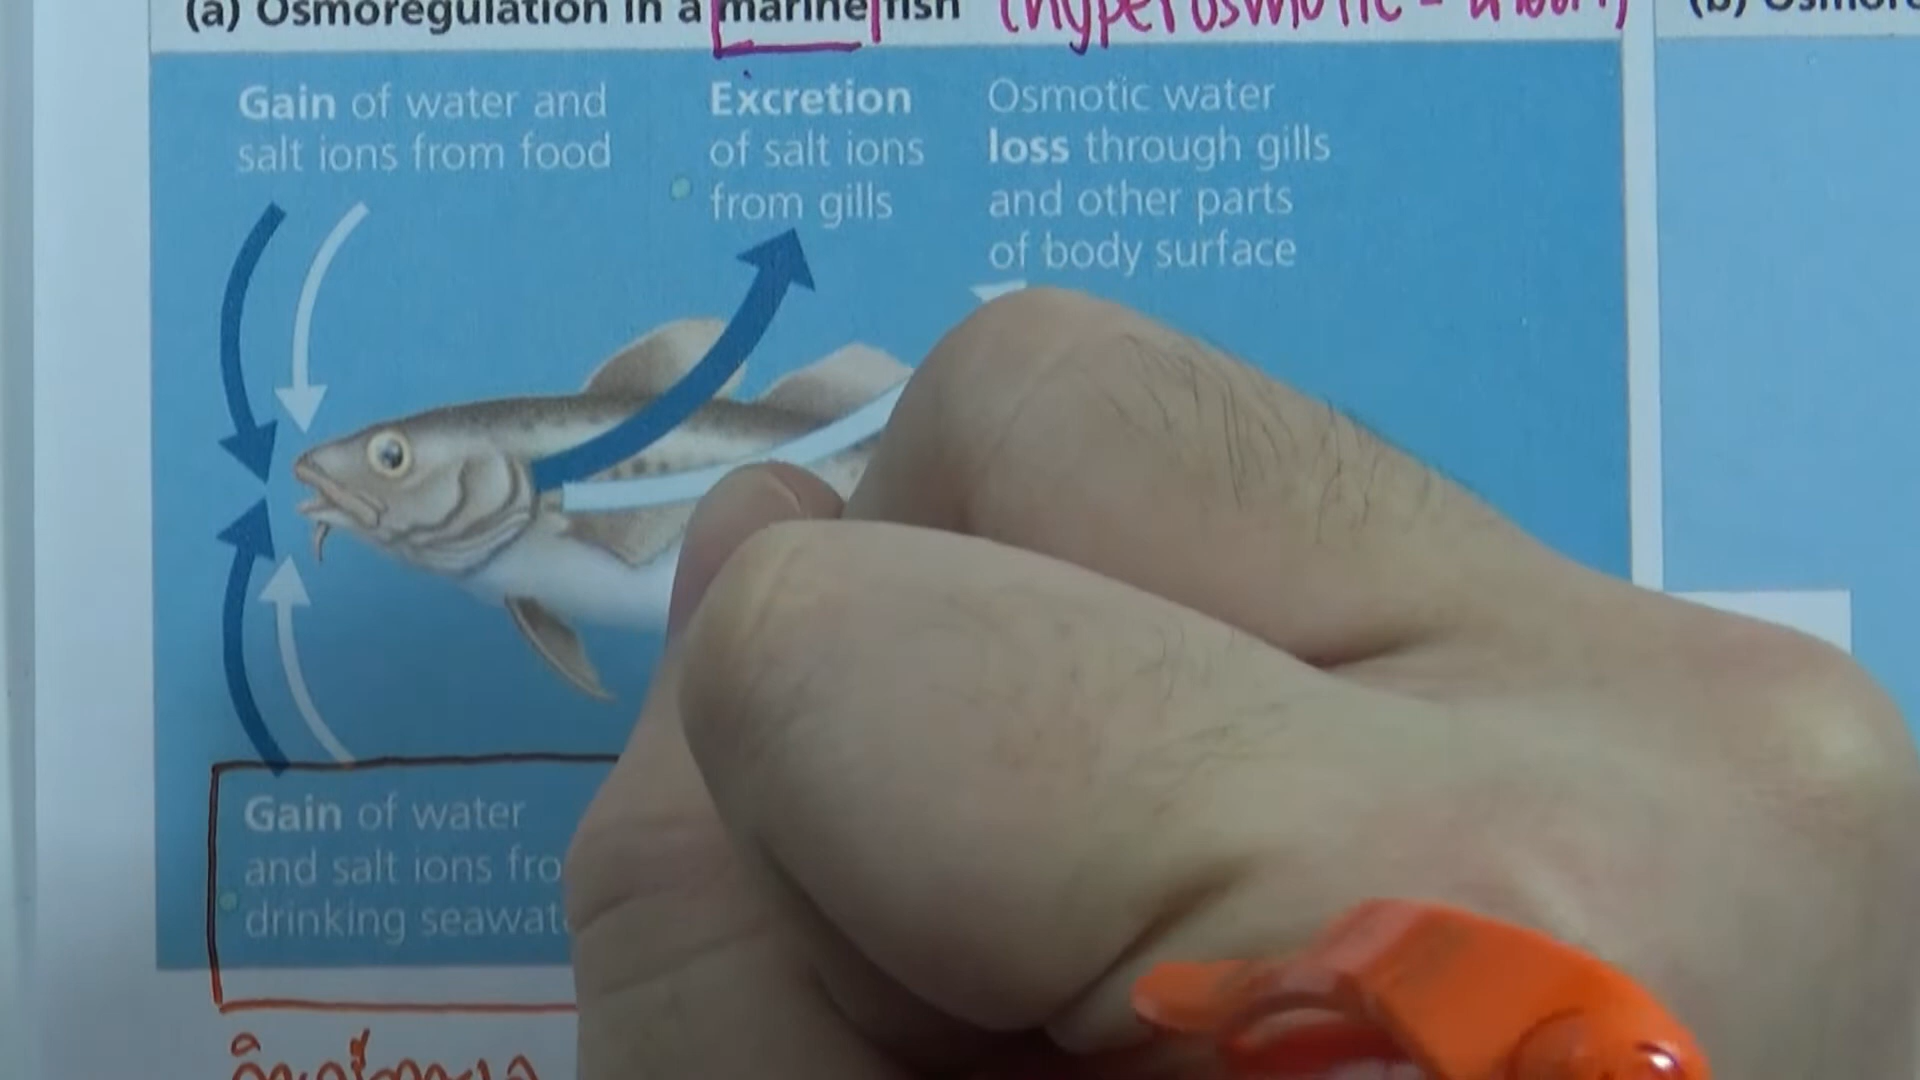 (a) Osmoregulation in a marine fish (hyperosmotic -
(b)
Gain of water and
salt ions from food
Excretion
of salt ions
from gills
Osmotic water
loss through gills
and other parts
of body surface
Gain of water
and salt ions fro
drinking seawat